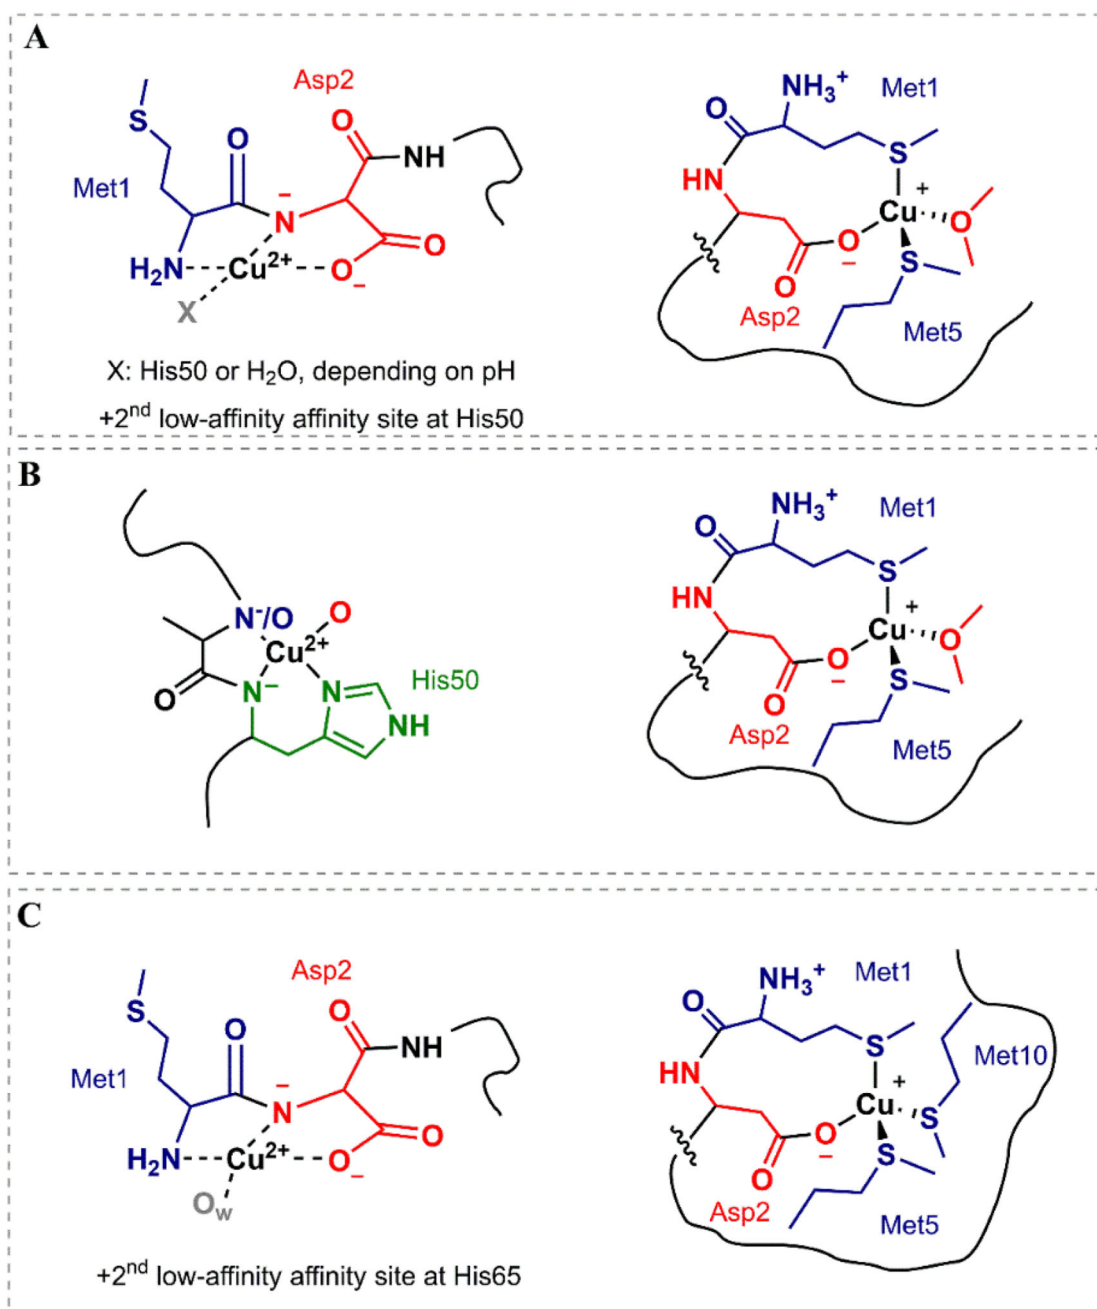 A
Asp2
S
O
O
NH
Met1
−
N
O
H₂N
Cu²⁺
O
−
X
X: His50 or H₂O, depending on pH
+2ⁿᵈ low-affinity affinity site at His50
NH₃⁺
Met1
O
S
HN
+
Cu
O
O
−
S
O
Asp2
Met5
B
N⁻/O
O
Cu²⁺
N⁻
N
His50
O
NH
NH₃⁺
Met1
O
S
HN
+
Cu
O
O
−
S
O
Asp2
Met5
C
Asp2
S
O
O
NH
Met1
−
N
O
H₂N
Cu²⁺
O
−
O_w
+2ⁿᵈ low-affinity affinity site at His65
NH₃⁺
Met1
O
S
Met10
HN
+
Cu
S
O
−
S
O
Asp2
Met5